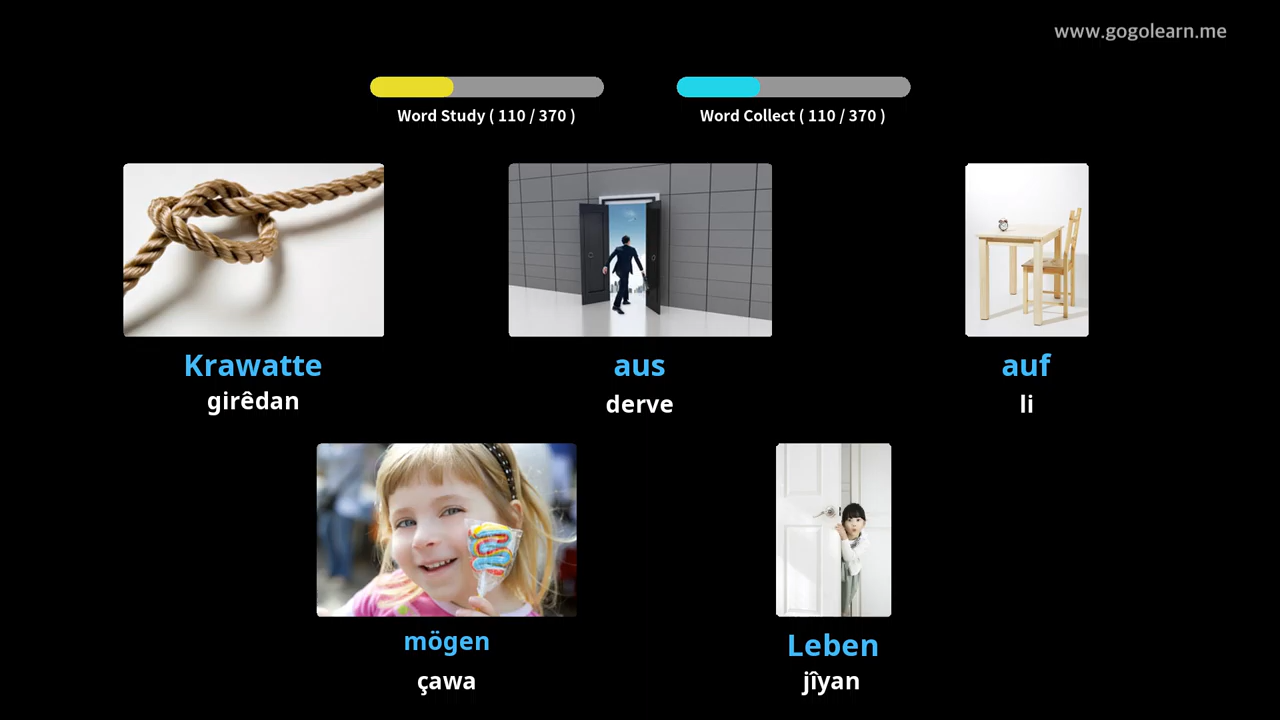 www.gogolearn.me
Word Study ( 110 / 370 )
Word Collect ( 110 / 370 )
Krawatte
girêdan
aus
derve
auf
li
mögen
çawa
Leben
jîyan